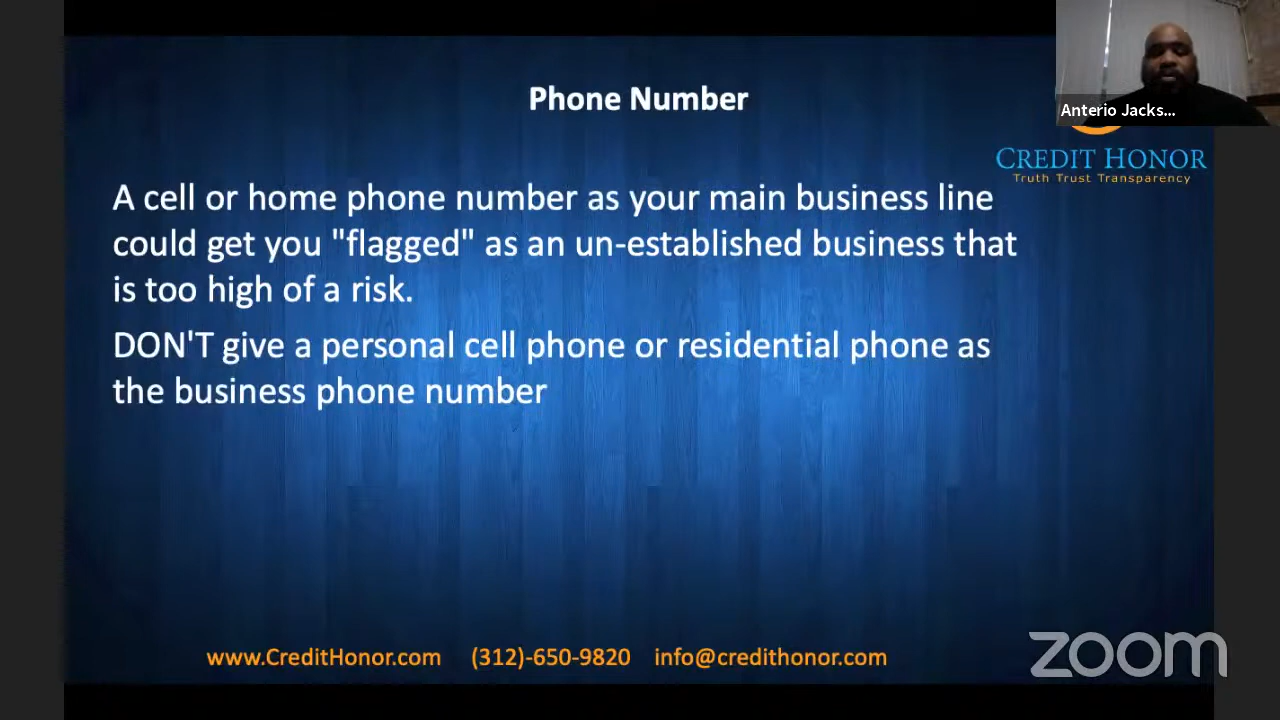 Phone Number
Anterio Jacks...
CREDIT HONOR
Truth Trust Transparency
A cell or home phone number as your main business line
could get you "flagged" as an un-established business that
is too high of a risk.
DON'T give a personal cell phone or residential phone as
the business phone number
www.CreditHonor.com (312)-650-9820 info@credithonor.com
zoom